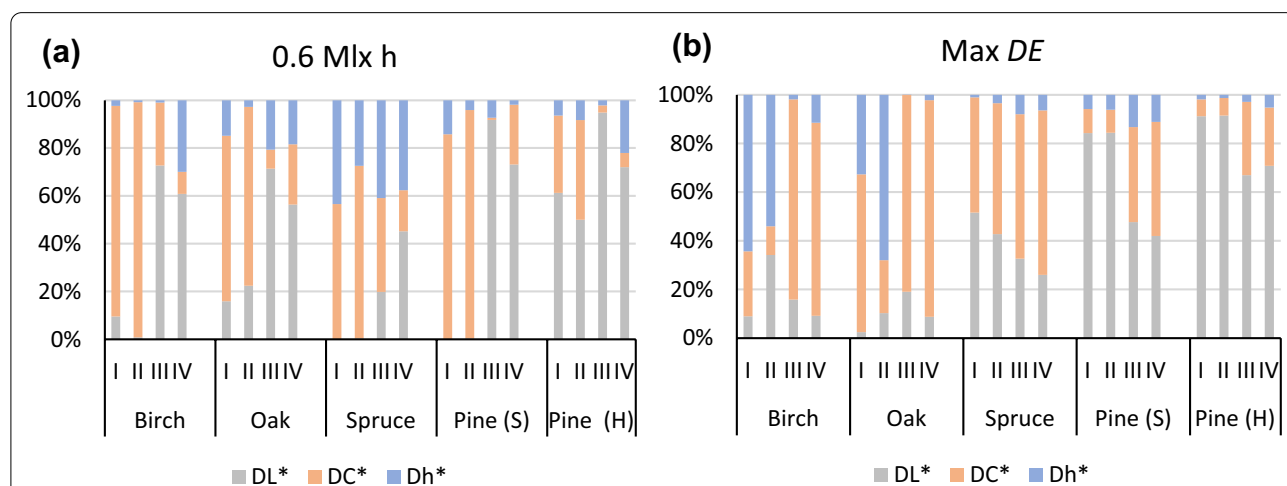 (a)
0.6 Mlx h
100%
80%
60%
40%
20%
0%
I II III IV I II III IV I II III IV I II III IV I II III IV
Birch Oak Spruce Pine (S) Pine (H)
DL* DC* Dh*
(b)
Max DE
100%
80%
60%
40%
20%
0%
I II III IV I II III IV I II III IV I II III IV I II III IV
Birch Oak Spruce Pine (S) Pine (H)
DL* DC* Dh*